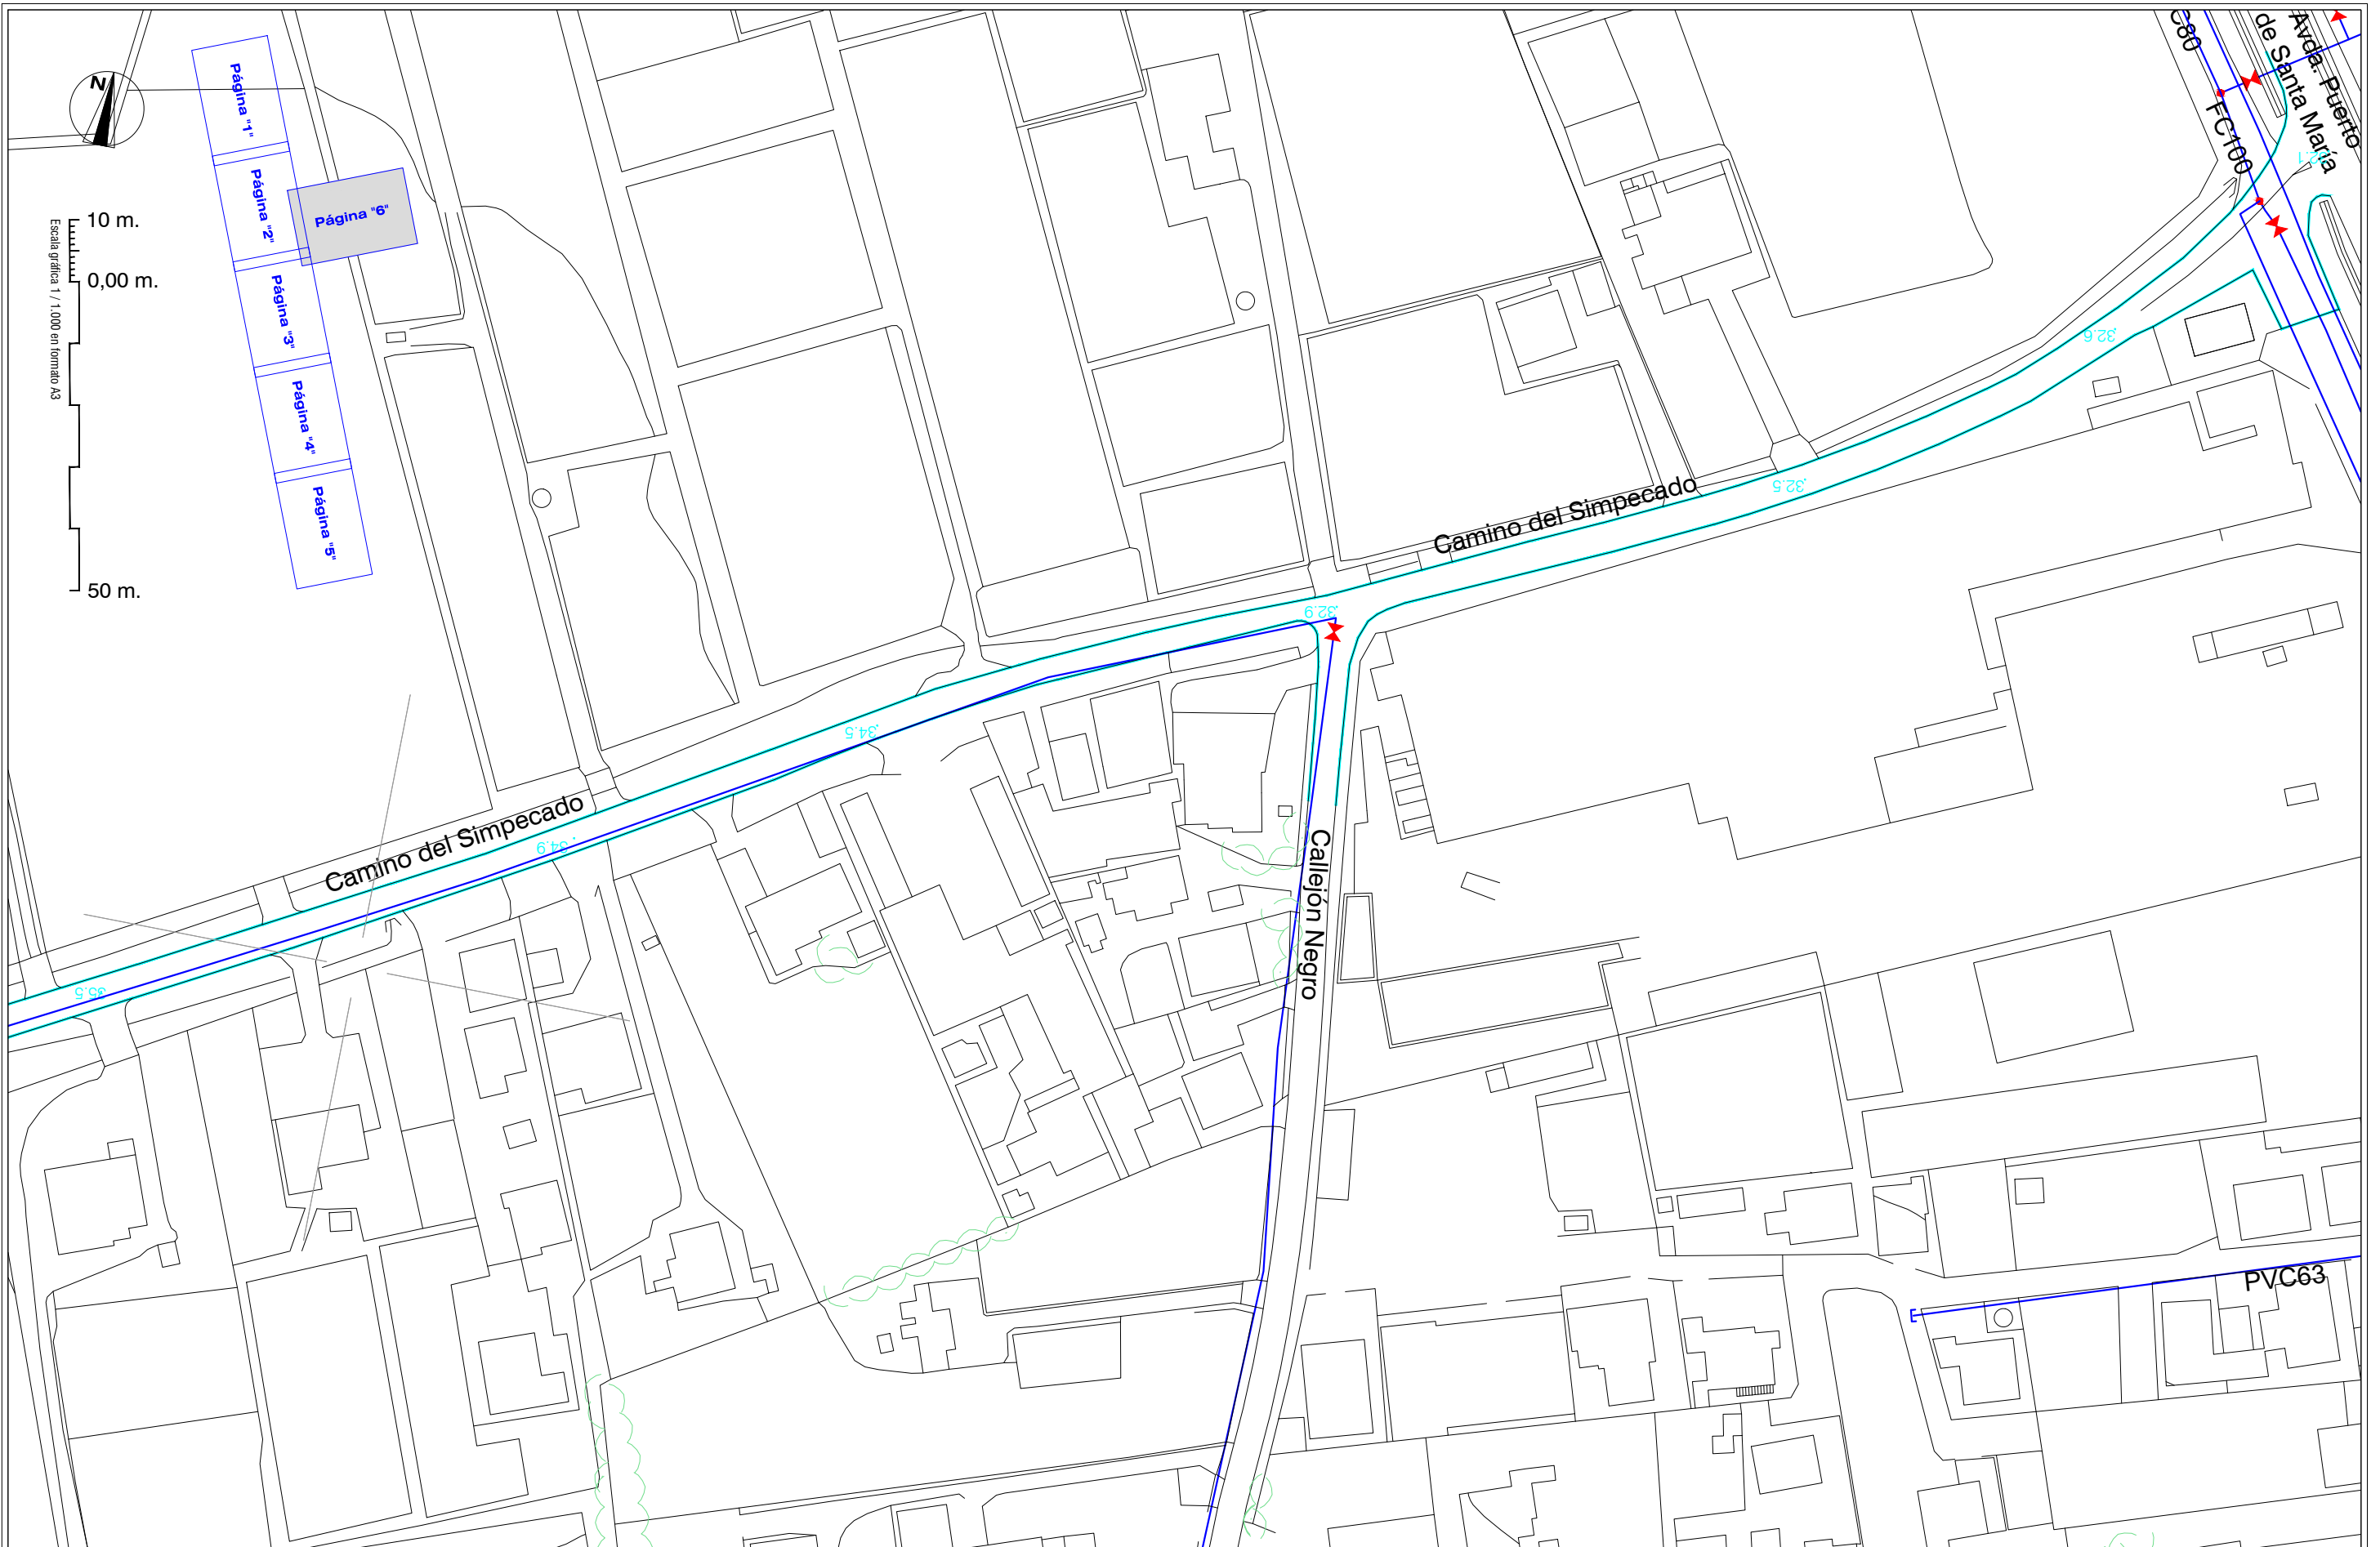 N
Página "1"
Página "2"
Página "6"
Página "3"
Página "4"
Página "5"
10 m.
0,00 m.
50 m.
Escala gráfica 1 / 1.000 en formato A3
C80
FC100
Avda. Puerto
de Santa María
32.1
32.6
32.5
Camino del Simpecado
32.9
34.5
34.9
Camino del Simpecado
35.5
Callejón Negro
PVC63